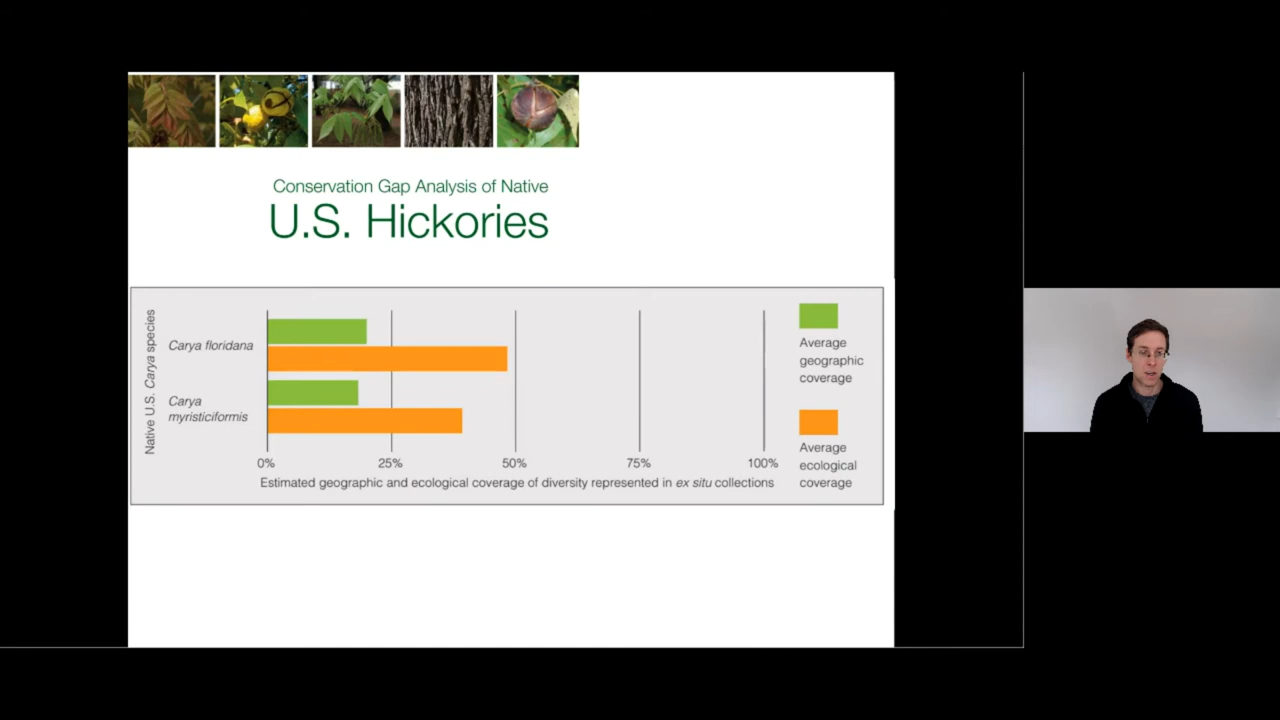 Conservation Gap Analysis of Native
U.S. Hickories
Native U.S. Carya species
Carya floridana
Carya
myristiciformis
0%
25%
50%
75%
100%
Estimated geographic and ecological coverage of diversity represented in ex situ collections
Average
geographic
coverage
Average
ecological
coverage